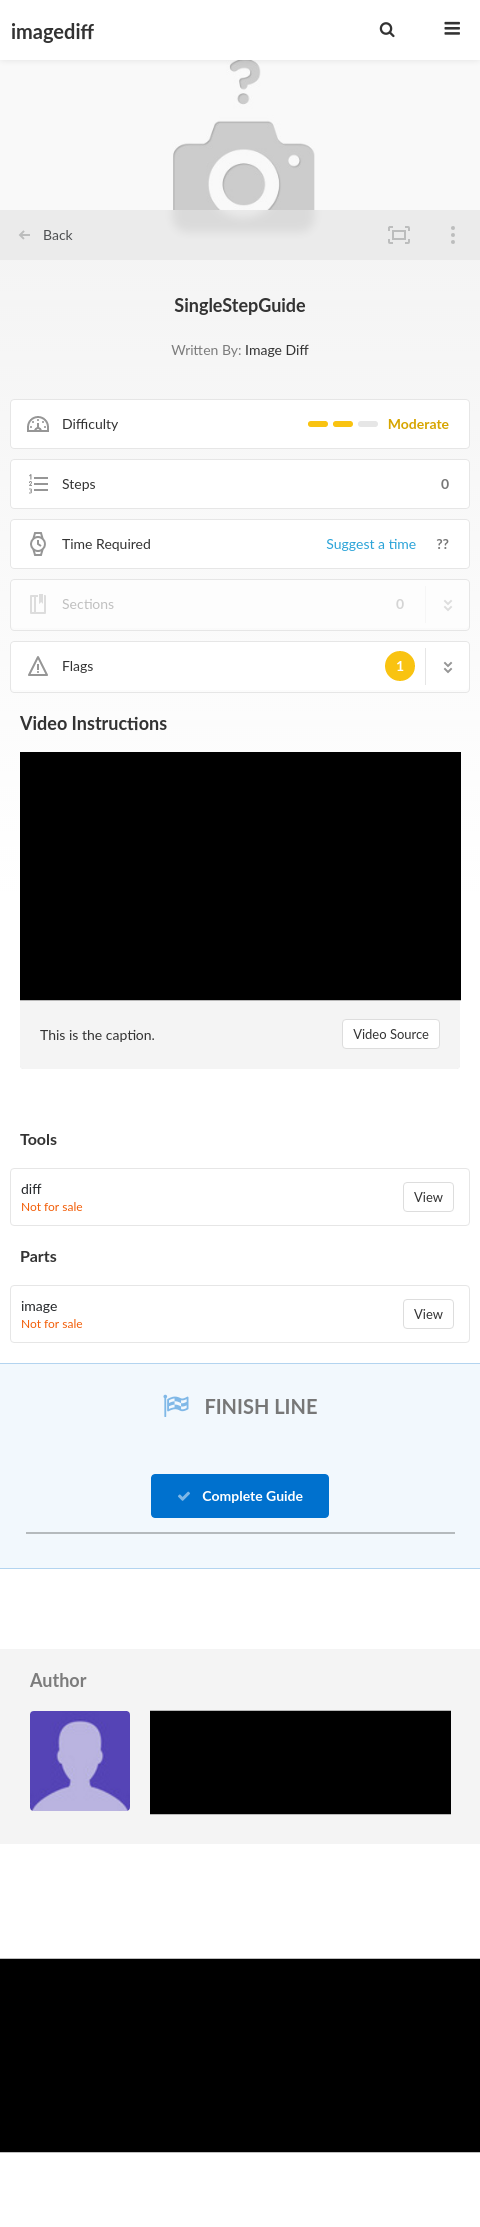 imagediff
?
Back
SingleStepGuide
Written By: Image Diff
Difficulty Moderate
Steps 0
Time Required Suggest a time ??
Sections 0
Flags 1
Video Instructions
This is the caption. Video Source
Tools
diff
Not for sale
View
Parts
image
Not for sale
View
FINISH LINE
Complete Guide
Author